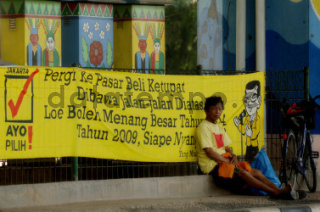 JAKARTA
AYO
PILIH!
Pergi Ke Pasar Beli Ketupat
Dibawa Jalan-Jalan Diatas
Loe Boleh Menang Besar
Tahun 2009, Siape